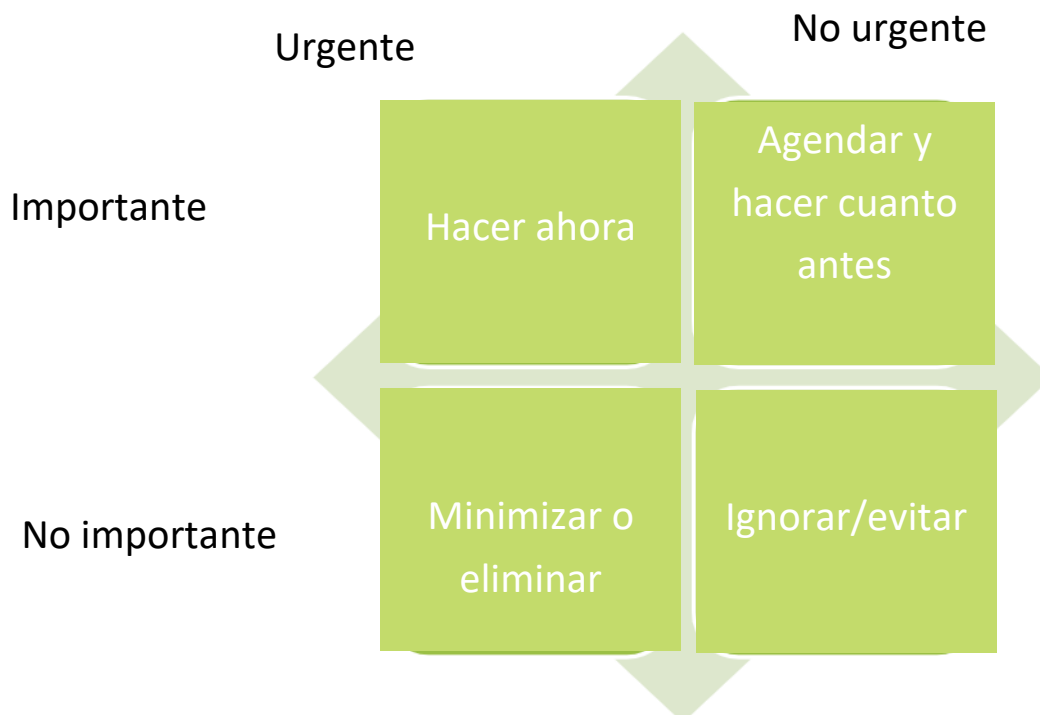 Urgente
No urgente
Importante
Hacer ahora
Agendar y
hacer cuanto
antes
No importante
Minimizar o
eliminar
Ignorar/evitar